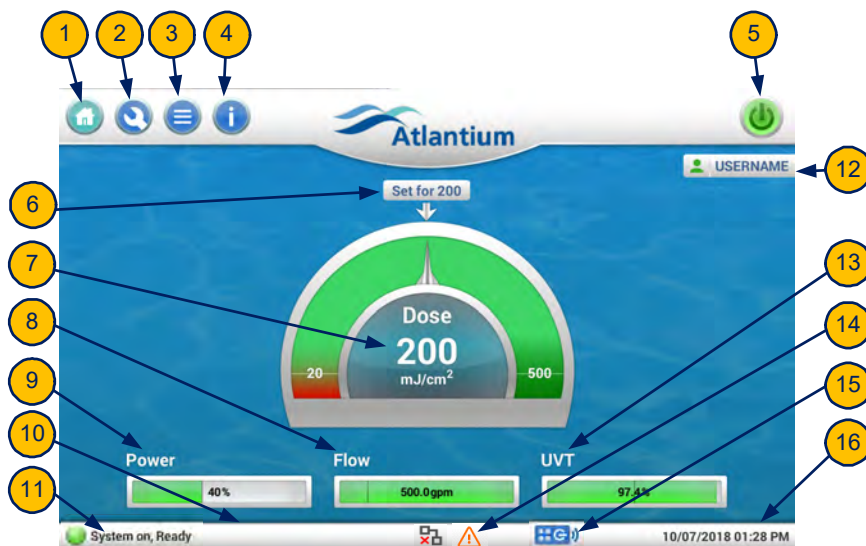 1
2
3
4
5
Atlantium
USERNAME
12
6
Set for 200
7
13
Dose
8
200
14
mJ/cm²
20
500
9
15
10
Power
Flow
UVT
16
11
40%
500.0gpm
97.4%
System on, Ready
10/07/2018 01:28 PM